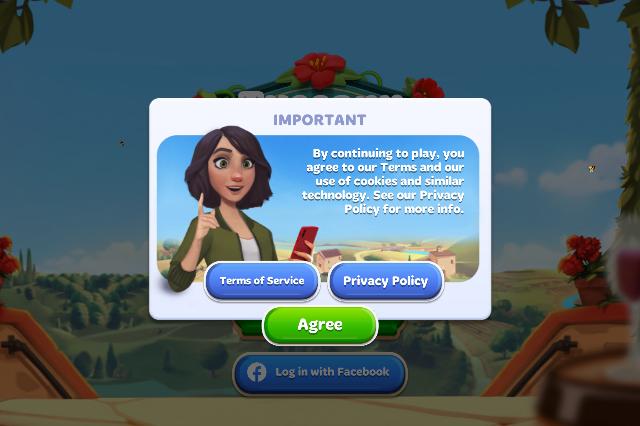 IMPORTANT
By continuing to play, you
agree to our Terms and our
use of cookies and similar
technology. See our Privacy
Policy for more info.
Terms of Service
Privacy Policy
Agree
Log in with Facebook